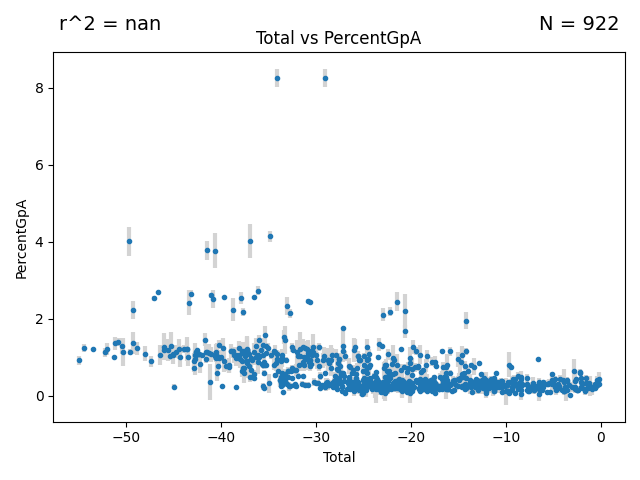 r^2 = nan
N = 922
Total vs PercentGpA
PercentGpA
8
6
4
2
0
−50
−40
−30
−20
−10
0
Total